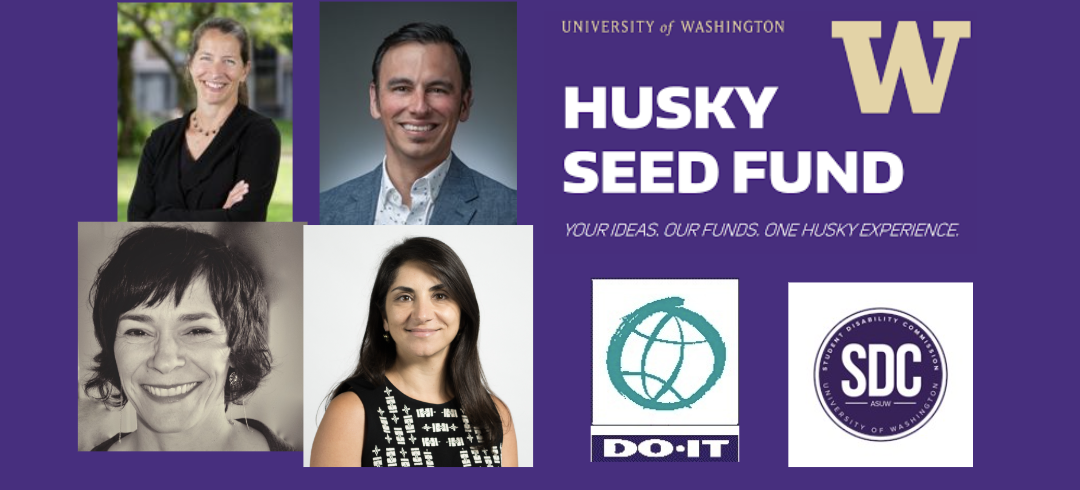 UNIVERSITY of WASHINGTON
W
HUSKY
SEED FUND
YOUR IDEAS. OUR FUNDS. ONE HUSKY EXPERIENCE.
DO·IT
STUDENT DISABILITY COMMISSION
SDC
ASUW
UNIVERSITY OF WASHINGTON